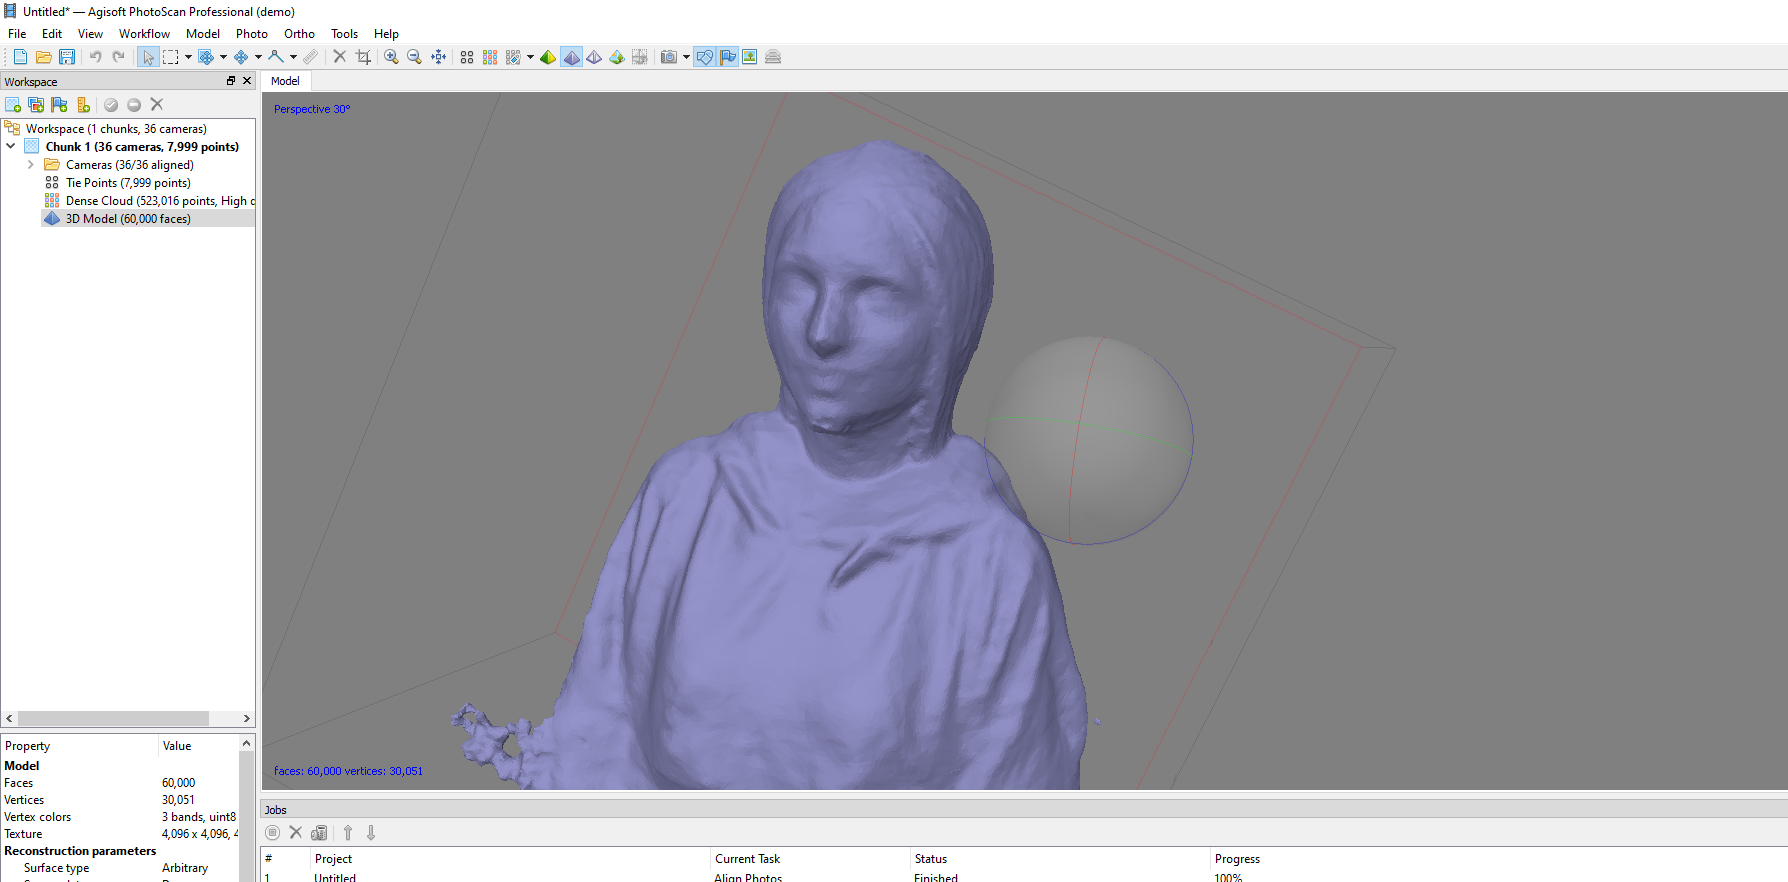 Untitled* — Agisoft PhotoScan Professional (demo)
File Edit View Workflow Model Photo Ortho Tools Help
Workspace
Model
Perspective 30°
Workspace (1 chunks, 36 cameras)
Chunk 1 (36 cameras, 7,999 points)
Cameras (36/36 aligned)
Tie Points (7,999 points)
Dense Cloud (523,016 points, High
3D Model (60,000 faces)
Property Value
Model
Faces 60,000
Vertices 30,051
Vertex colors 3 bands, uint8
Texture 4,096 x 4,096,
Reconstruction parameters
Surface type Arbitrary
faces: 60,000 vertices: 30,051
Jobs
# Project Current Task Status Progress
1 Untitled Align Photos Finished 100%